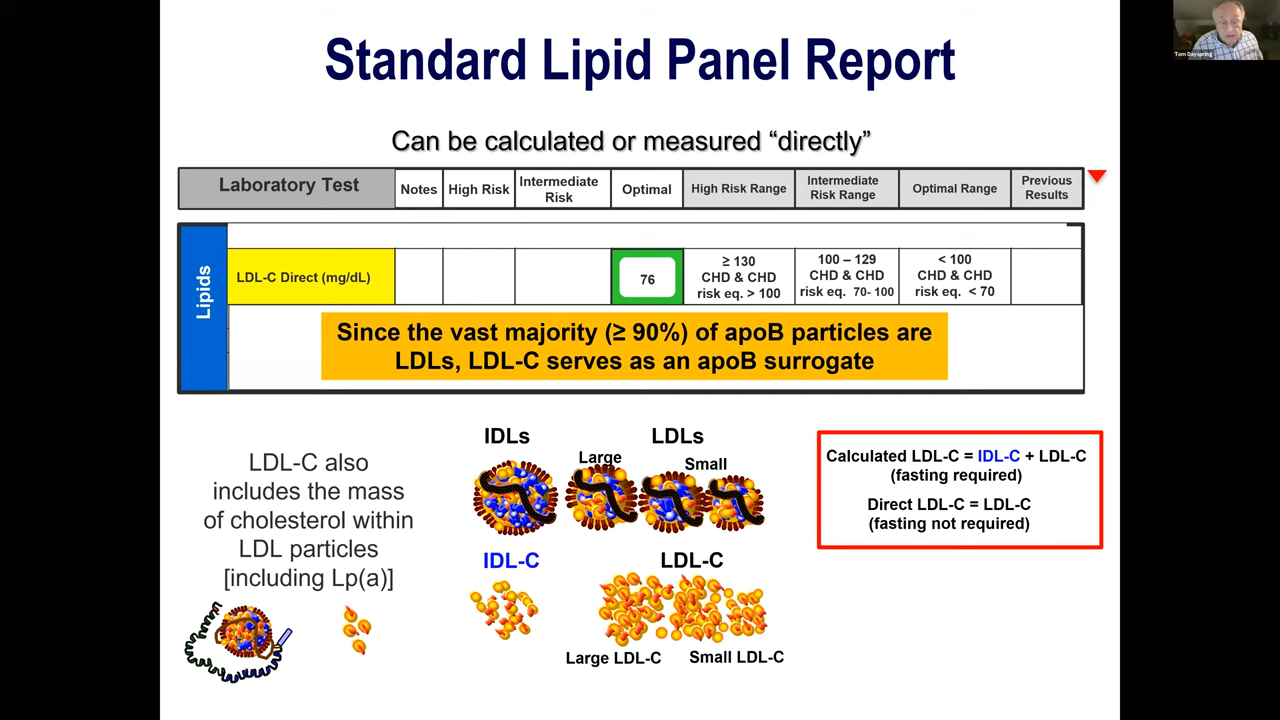 Standard Lipid Panel Report
Tom Dayspring
Can be calculated or measured “directly”
Laboratory Test
Notes
High Risk
Intermediate
Risk
Optimal
High Risk Range
Intermediate
Risk Range
Optimal Range
Previous
Results
Lipids
LDL-C Direct (mg/dL)
76
≥ 130
CHD & CHD
risk eq. > 100
100 – 129
CHD & CHD
risk eq. 70- 100
< 100
CHD & CHD
risk eq. < 70
Since the vast majority (≥ 90%) of apoB particles are
LDLs, LDL-C serves as an apoB surrogate
LDL-C also
includes the mass
of cholesterol within
LDL particles
[including Lp(a)]
IDLs
LDLs
Large
Small
IDL-C
LDL-C
Large LDL-C
Small LDL-C
Calculated LDL-C = IDL-C + LDL-C
(fasting required)
Direct LDL-C = LDL-C
(fasting not required)